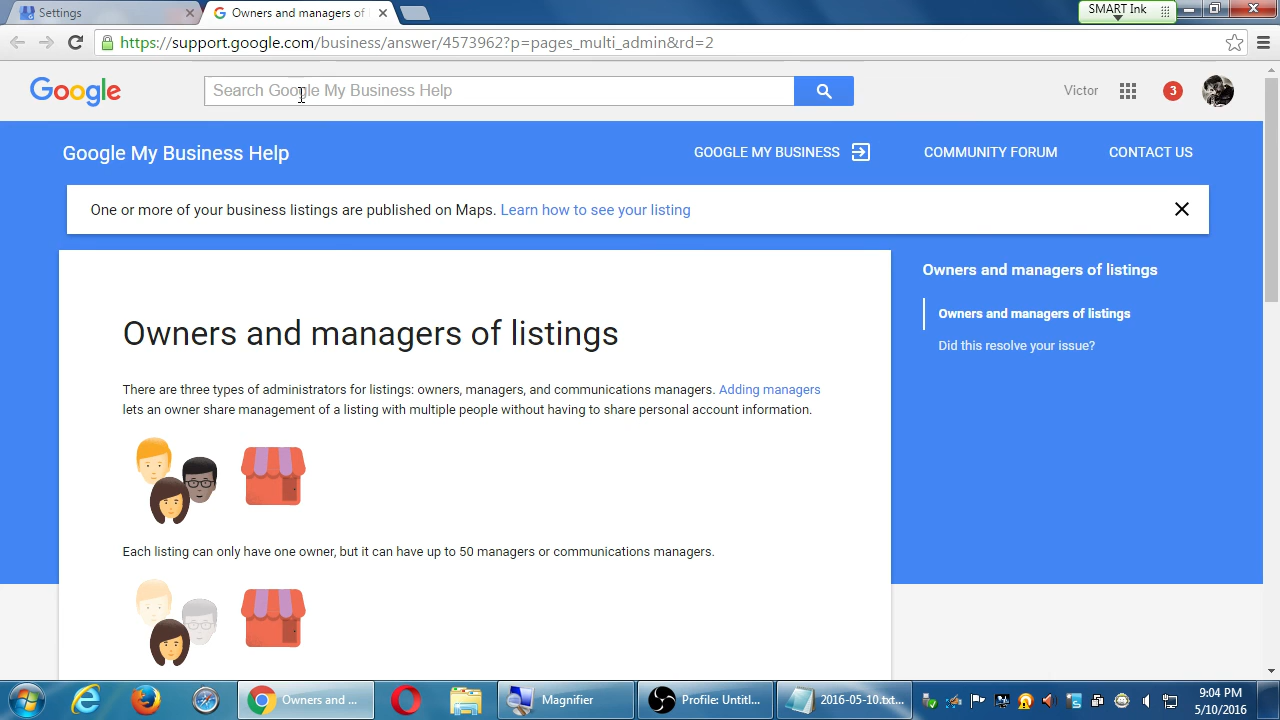 Settings
Owners and managers of
SMART Ink
https://support.google.com/business/answer/4573962?p=pages_multi_admin&rd=2
Google
Search Google My Business Help
Victor
3
Google My Business Help
GOOGLE MY BUSINESS
COMMUNITY FORUM
CONTACT US
One or more of your business listings are published on Maps. Learn how to see your listing
Owners and managers of listings
There are three types of administrators for listings: owners, managers, and communications managers. Adding managers
lets an owner share management of a listing with multiple people without having to share personal account information.
Each listing can only have one owner, but it can have up to 50 managers or communications managers.
Owners and managers of listings
Owners and managers of listings
Did this resolve your issue?
Owners and ...
Magnifier
Profile: Untitl...
2016-05-10.txt...
9:04 PM
5/10/2016